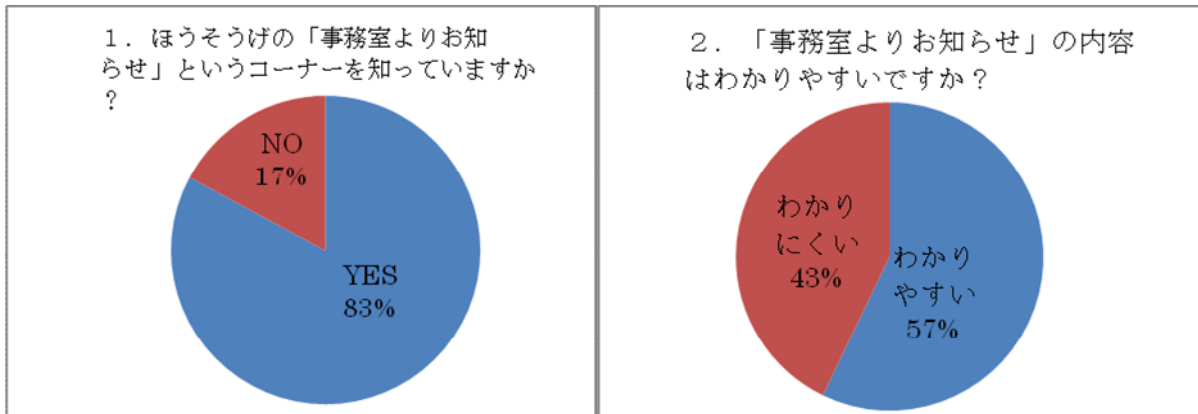 １．ほうそうげの「事務室よりお知
らせ」というコーナーを知っていますか
？
NO
17%
YES
83%
２．「事務室よりお知らせ」の内容
はわかりやすいですか？
わかり
にくい
43%
わかり
やすい
57%